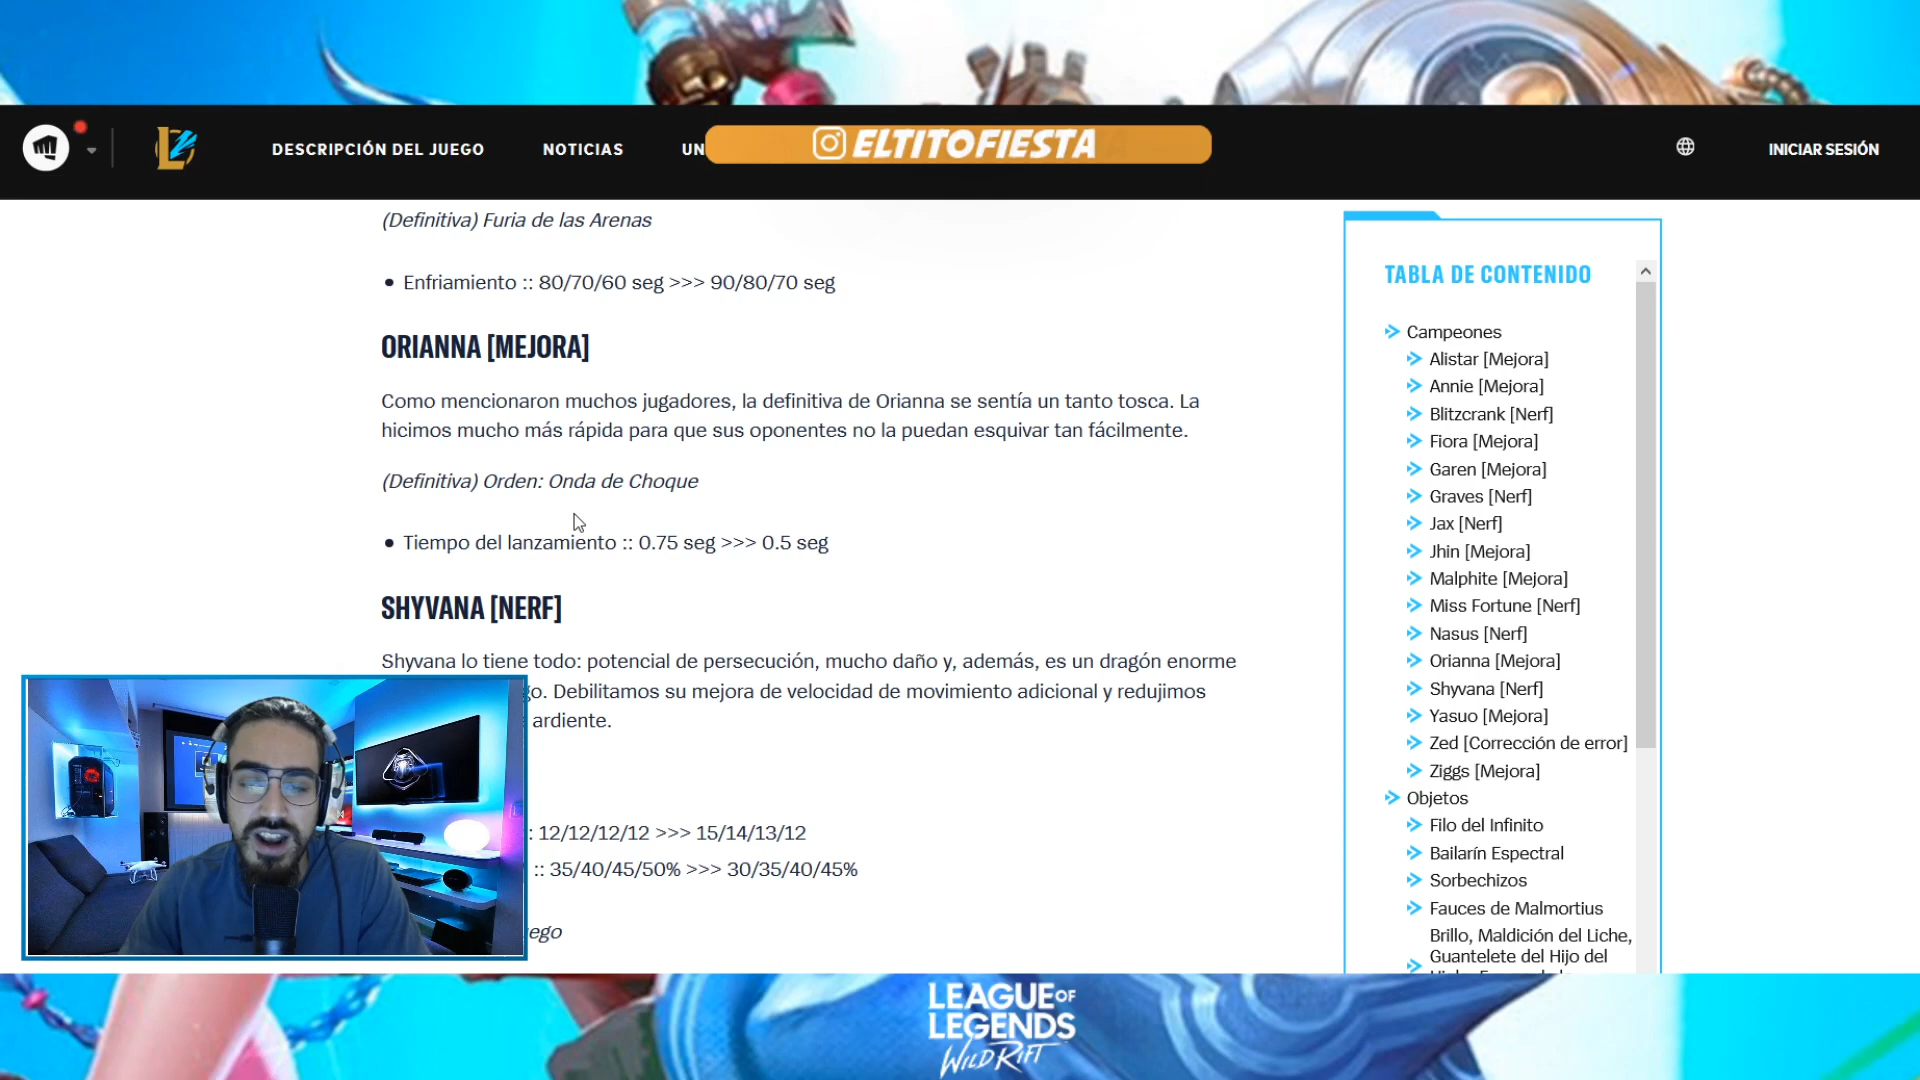 DESCRIPCIÓN DEL JUEGO
NOTICIAS
UN
ELTITOFIESTA
INICIAR SESIÓN
(Definitiva) Furia de las Arenas
• Enfriamiento :: 80/70/60 seg >>> 90/80/70 seg
ORIANNA [MEJORA]
Como mencionaron muchos jugadores, la definitiva de Orianna se sentía un tanto tosca. La
hicimos mucho más rápida para que sus oponentes no la puedan esquivar tan fácilmente.
(Definitiva) Orden: Onda de Choque
• Tiempo del lanzamiento :: 0.75 seg >>> 0.5 seg
SHYVANA [NERF]
Shyvana lo tiene todo: potencial de persecución, mucho daño y, además, es un dragón enorme
go. Debilitamos su mejora de velocidad de movimiento adicional y redujimos
ardiente.
: 12/12/12/12 >>> 15/14/13/12
:: 35/40/45/50% >>> 30/35/40/45%
ego
TABLA DE CONTENIDO
Campeones
Alistar [Mejora]
Annie [Mejora]
Blitzcrank [Nerf]
Fiora [Mejora]
Garen [Mejora]
Graves [Nerf]
Jax [Nerf]
Jhin [Mejora]
Malphite [Mejora]
Miss Fortune [Nerf]
Nasus [Nerf]
Orianna [Mejora]
Shyvana [Nerf]
Yasuo [Mejora]
Zed [Corrección de error]
Ziggs [Mejora]
Objetos
Filo del Infinito
Bailarín Espectral
Sorbechizos
Fauces de Malmortius
Brillo, Maldición del Liche,
Guantelete del Hijo del
LEAGUE OF
LEGENDS
WILD RIFT